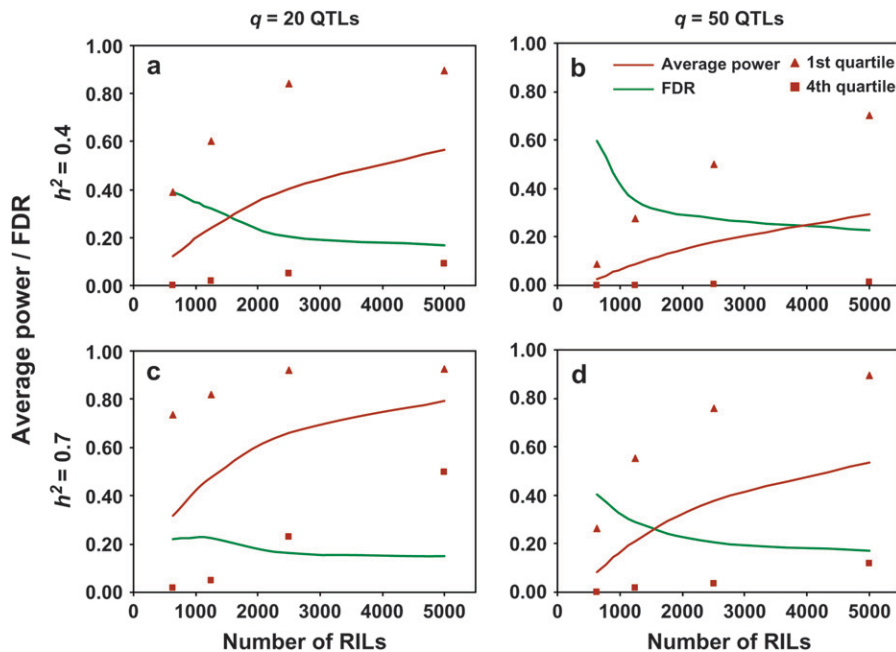 q = 20 QTLs
q = 50 QTLs
Average power / FDR
h² = 0.4
a
1.00
0.80
0.60
0.40
0.20
0.00
0 1000 2000 3000 4000 5000
b
Average power
FDR
1st quartile
4th quartile
1.00
0.80
0.60
0.40
0.20
0.00
0 1000 2000 3000 4000 5000
h² = 0.7
c
1.00
0.80
0.60
0.40
0.20
0.00
0 1000 2000 3000 4000 5000
Number of RILs
d
1.00
0.80
0.60
0.40
0.20
0.00
0 1000 2000 3000 4000 5000
Number of RILs